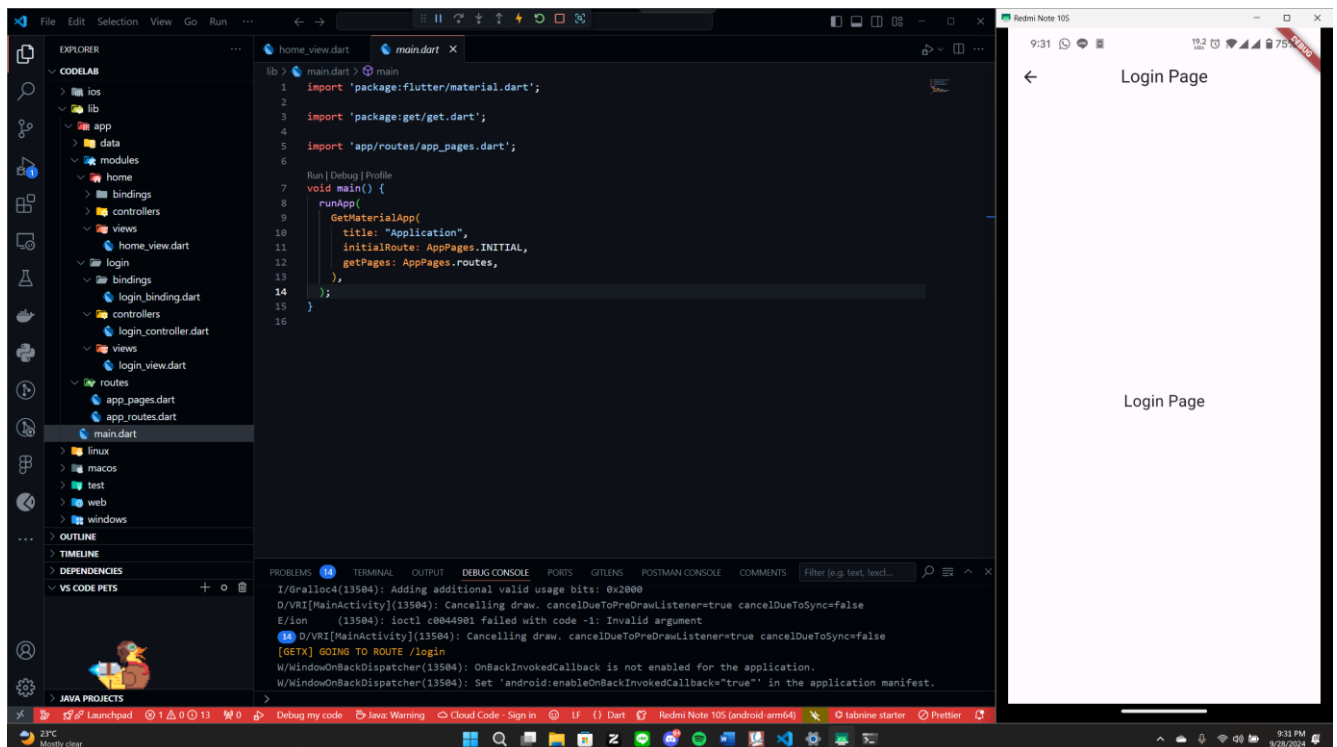 File Edit Selection View Go Run ···
EXPLORER ···
CODELAB
ios
lib
app
data
modules
home
bindings
controllers
views
home_view.dart
login
bindings
login_binding.dart
controllers
login_controller.dart
views
login_view.dart
routes
app_pages.dart
app_routes.dart
main.dart
linux
macos
test
web
windows
OUTLINE
TIMELINE
DEPENDENCIES
VS CODE PETS
JAVA PROJECTS
home_view.dart main.dart
lib > main.dart > main
1 import 'package:flutter/material.dart';
2
3 import 'package:get/get.dart';
4
5 import 'app/routes/app_pages.dart';
6
Run | Debug | Profile
7 void main() {
8 runApp(
9 GetMaterialApp(
10 title: "Application",
11 initialRoute: AppPages.INITIAL,
12 getPages: AppPages.routes,
13 ),
14 );
15 }
16
PROBLEMS 14 TERMINAL OUTPUT DEBUG CONSOLE PORTS GITLENS POSTMAN CONSOLE COMMENTS Filter (e.g. text, !excl...
I/Gralloc4(13504): Adding additional valid usage bits: 0x2000
D/VRI[MainActivity](13504): Cancelling draw. cancelDueToPreDrawListener=true cancelDueToSync=false
E/ion (13504): ioctl c0044901 failed with code -1: Invalid argument
14 D/VRI[MainActivity](13504): Cancelling draw. cancelDueToPreDrawListener=true cancelDueToSync=false
[GETX] GOING TO ROUTE /login
W/WindowOnBackDispatcher(13504): OnBackInvokedCallback is not enabled for the application.
W/WindowOnBackDispatcher(13504): Set 'android:enableOnBackInvokedCallback="true"' in the application manifest.
>
Launchpad 1 0 13 0 Debug my code Java: Warning Cloud Code - Sign in LF {} Dart Redmi Note 10S (android-arm64) tabnine starter Prettier
Redmi Note 10S
9:31 19.2 75
DEBUG
Login Page
Login Page
23°C
Mostly clear
9:31 PM
9/28/2024